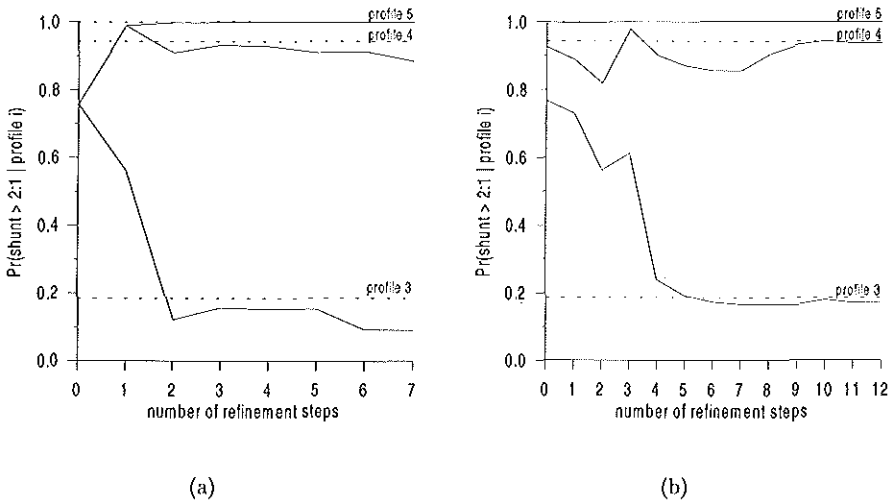 profile 5
profile 4
profile 3
1.0
0.8
0.6
0.4
0.2
0.0
Pr(shunt > 2:1 | profile i)
0 1 2 3 4 5 6 7
number of refinement steps
(a)
profile 5
profile 4
profile 3
1.0
0.8
0.6
0.4
0.2
0.0
Pr(shunt > 2:1 | profile i)
0 1 2 3 4 5 6 7 8 9 10 11 12
number of refinement steps
(b)